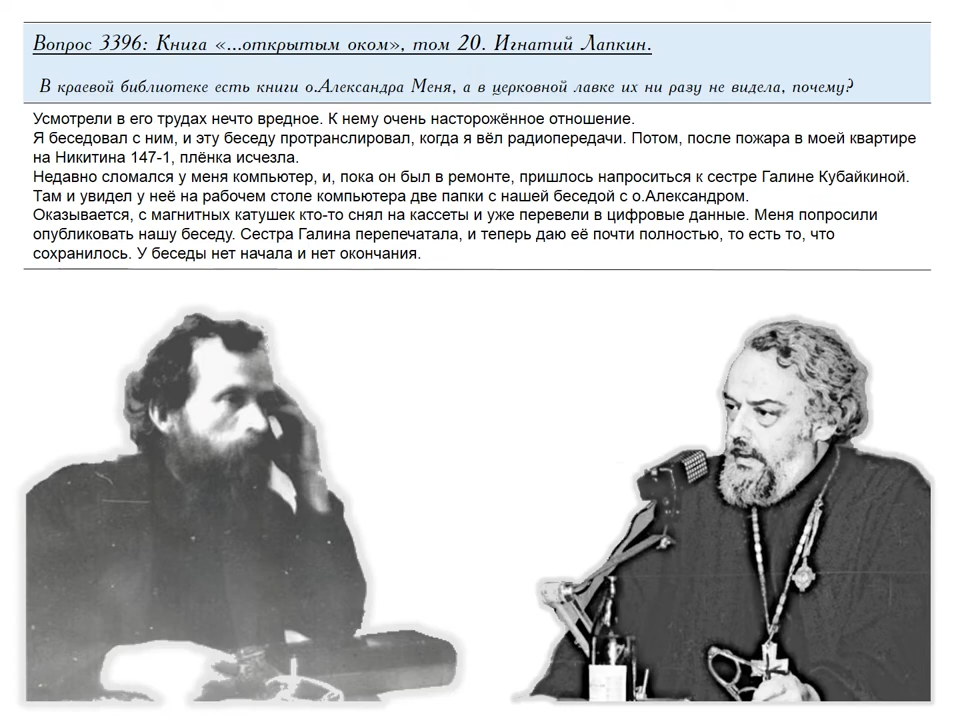 Вопрос 3396: Книга «...открытым оком», том 20. Игнатий Лапкин.
В краевой библиотеке есть книги о.Александра Меня, а в церковной лавке их ни разу не видела, почему?
Усмотрели в его трудах нечто вредное. К нему очень насторожённое отношение.
Я беседовал с ним, и эту беседу протранслировал, когда я вёл радиопередачи. Потом, после пожара в моей квартире
на Никитина 147-1, плёнка исчезла.
Недавно сломался у меня компьютер, и, пока он был в ремонте, пришлось напроситься к сестре Галине Кубайкиной.
Там и увидел у неё на рабочем столе компьютера две папки с нашей беседой с о.Александром.
Оказывается, с магнитных катушек кто-то снял на кассеты и уже перевели в цифровые данные. Меня попросили
опубликовать нашу беседу. Сестра Галина перепечатала, и теперь даю её почти полностью, то есть то, что
сохранилось. У беседы нет начала и нет окончания.